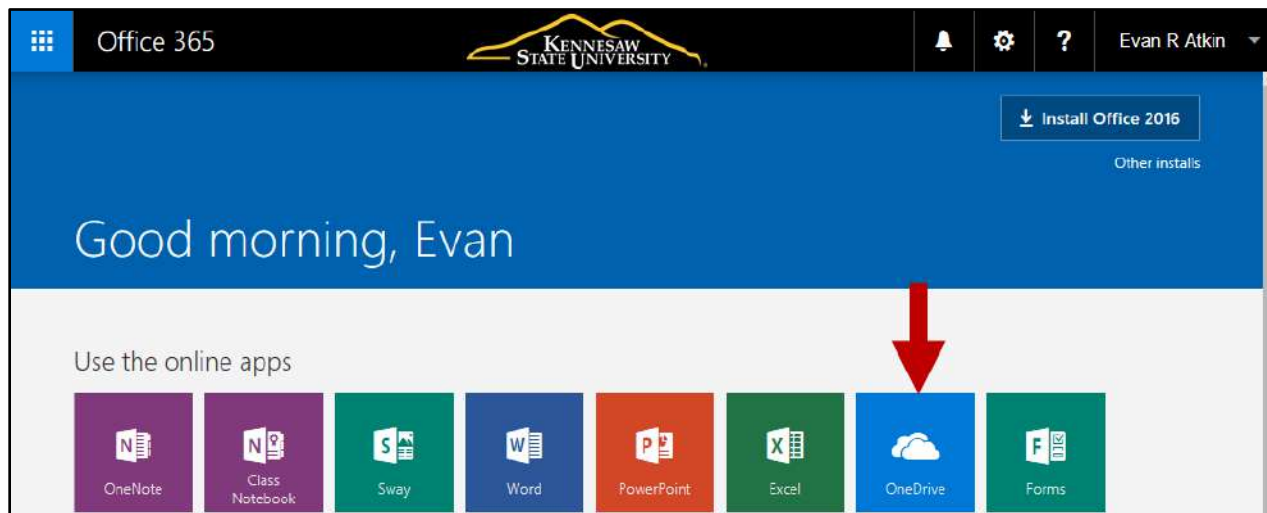 Office 365
KENNESAW
STATE UNIVERSITY
?
Evan R Atkin
Install Office 2016
Other installs
Good morning, Evan
Use the online apps
N
OneNote
N
Class
Notebook
S
Sway
W
Word
P
PowerPoint
X
Excel
OneDrive
F
Forms